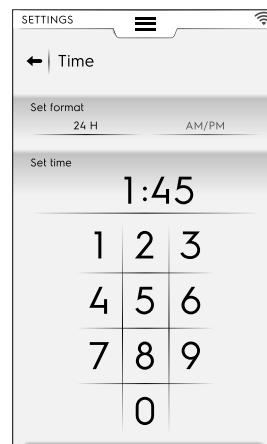 SETTINGS
Time
Set format
24 H AM/PM
Set time
1:45
1 2 3
4 5 6
7 8 9
0